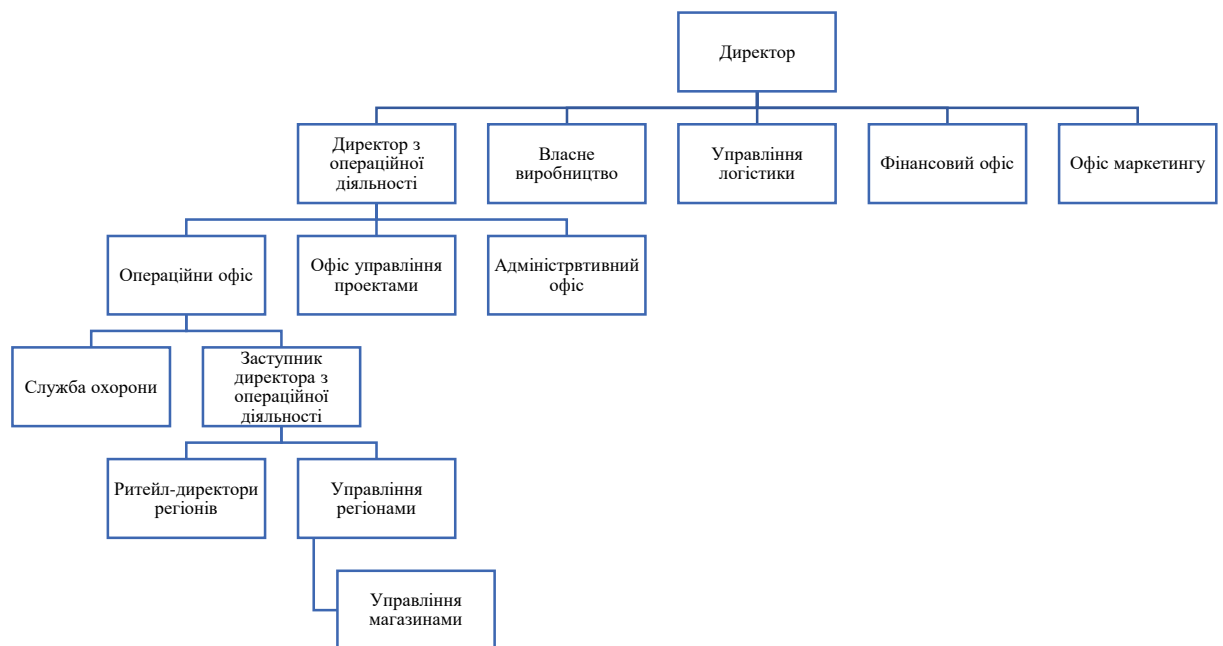 Директор
Директор з
операційної
діяльності
Власне
виробництво
Управління
логістики
Фінансовий офіс
Офіс маркетингу
Операційни офіс
Офіс управління
проектами
Адміністрвтивний
офіс
Служба охорони
Заступник
директора з
операційної
діяльності
Ритейл-директори
регіонів
Управління
регіонами
Управління
магазинами